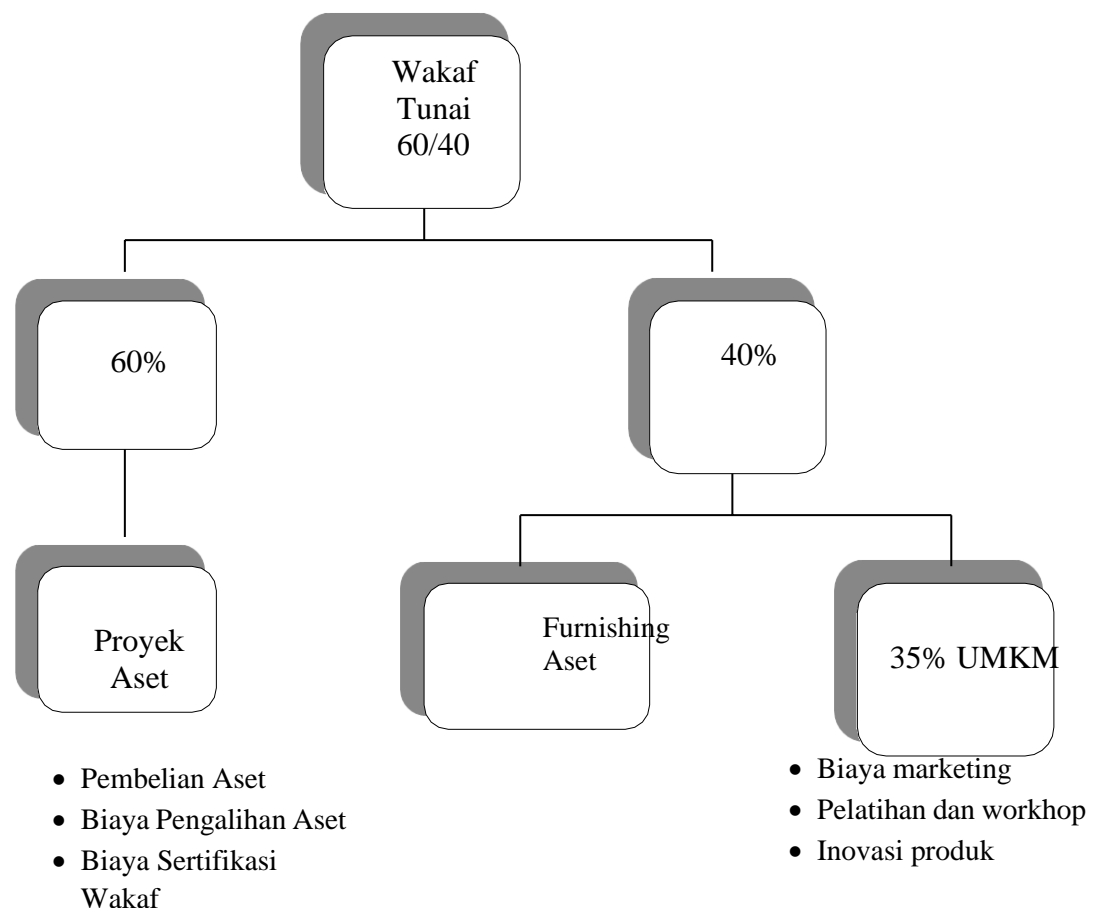 Wakaf
Tunai
60/40
60%
40%
Proyek
Aset
Furnishing
Aset
35% UMKM
• Pembelian Aset
• Biaya Pengalihan Aset
• Biaya Sertifikasi
Wakaf
• Biaya marketing
• Pelatihan dan workhop
• Inovasi produk